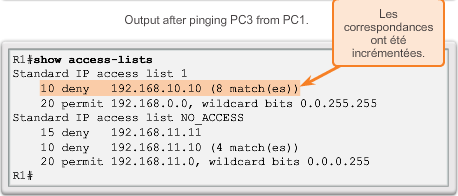 Output after pinging PC3 from PC1.
Les
correspondances
ont été
incrémentées.
R1#show access-lists
Standard IP access list 1
10 deny 192.168.10.10 (8 match(es))
20 permit 192.168.0.0, wildcard bits 0.0.255.255
Standard IP access list NO_ACCESS
15 deny 192.168.11.11
10 deny 192.168.11.10 (4 match(es))
20 permit 192.168.11.0, wildcard bits 0.0.0.255
R1#